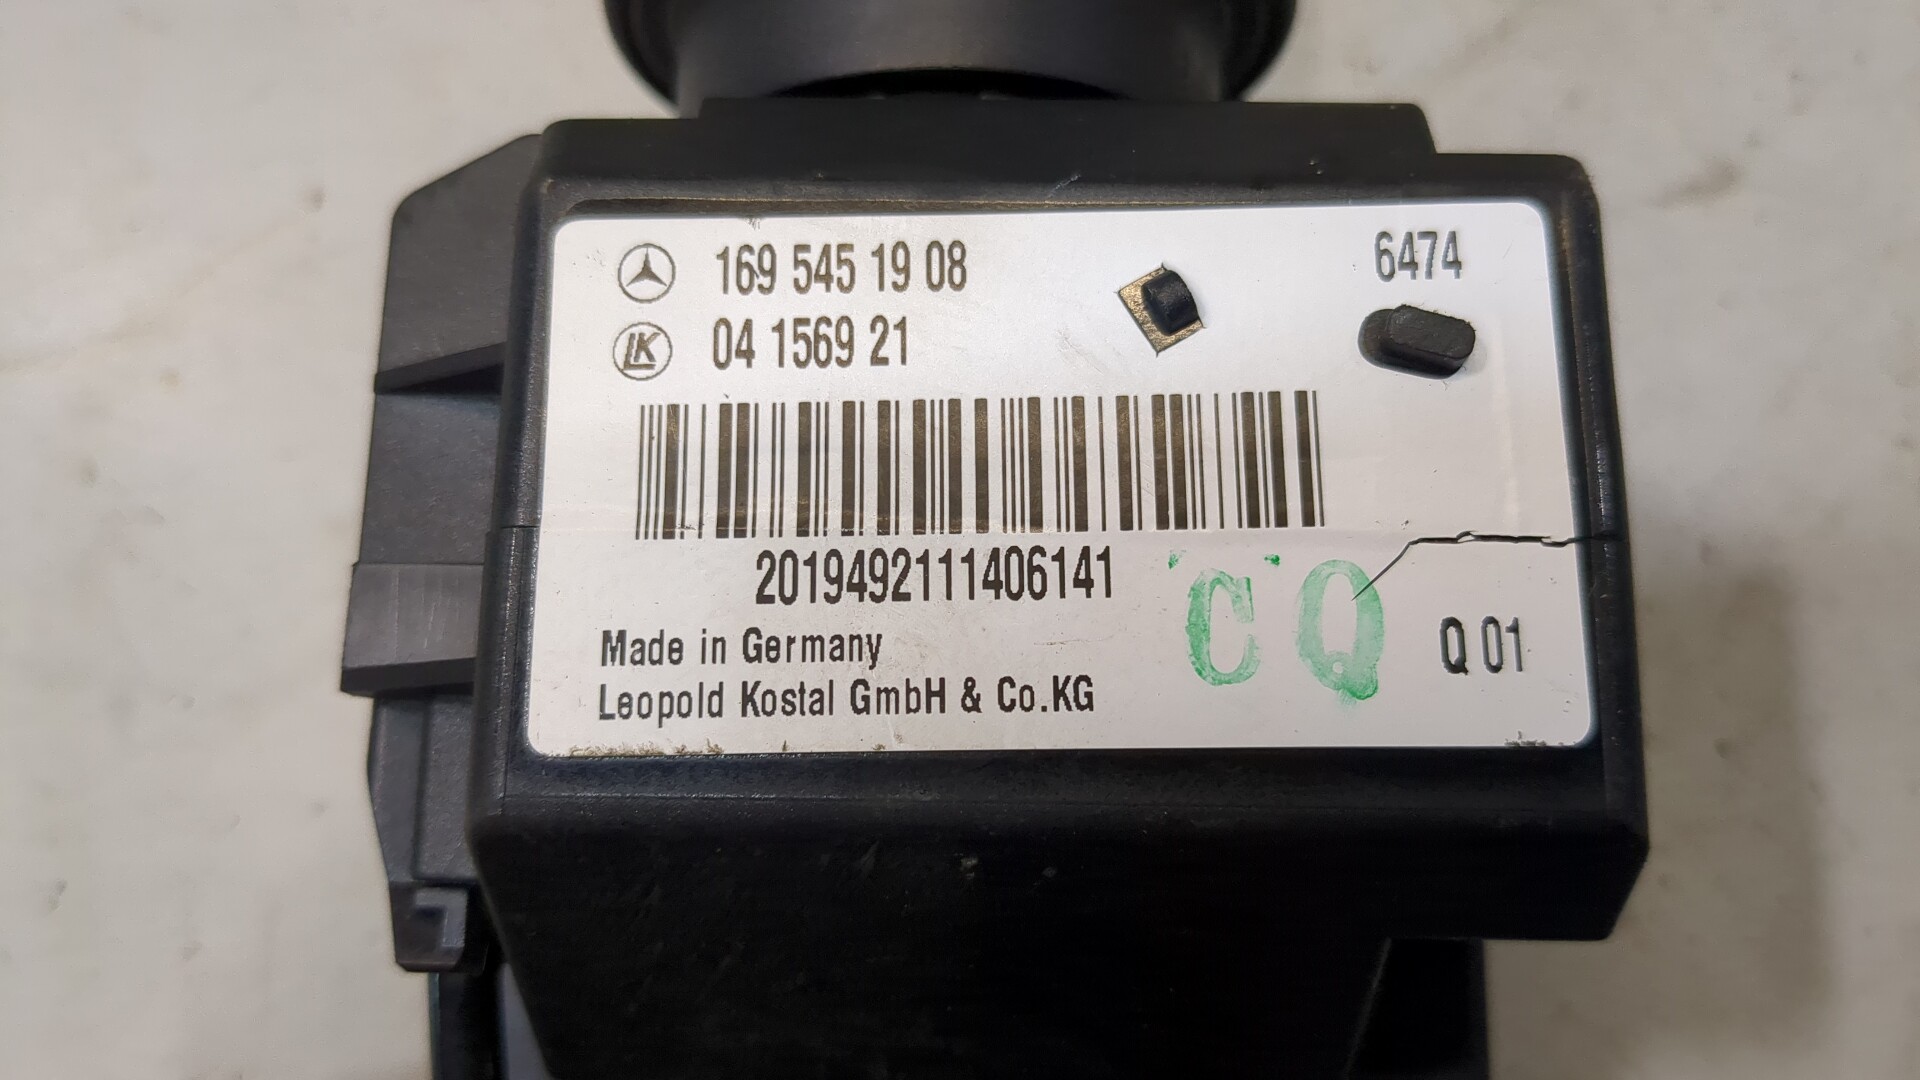 169 545 19 08
6474
LK 04 1569 21
2019492111406141
CQ
Q 01
Made in Germany
Leopold Kostal GmbH & Co.KG